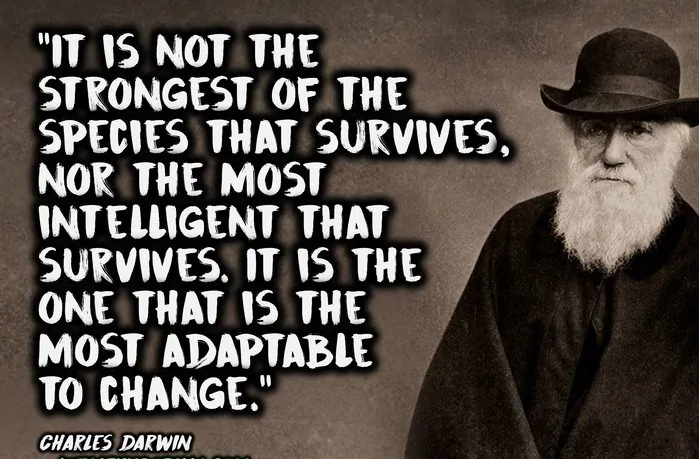 "IT IS NOT THE
STRONGEST OF THE
SPECIES THAT SURVIVES,
NOR THE MOST
INTELLIGENT THAT
SURVIVES. IT IS THE
ONE THAT IS THE
MOST ADAPTABLE
TO CHANGE."
CHARLES DARWIN